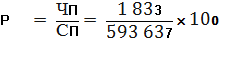 Р = ЧП/СП = 1 833/593 637 × 100